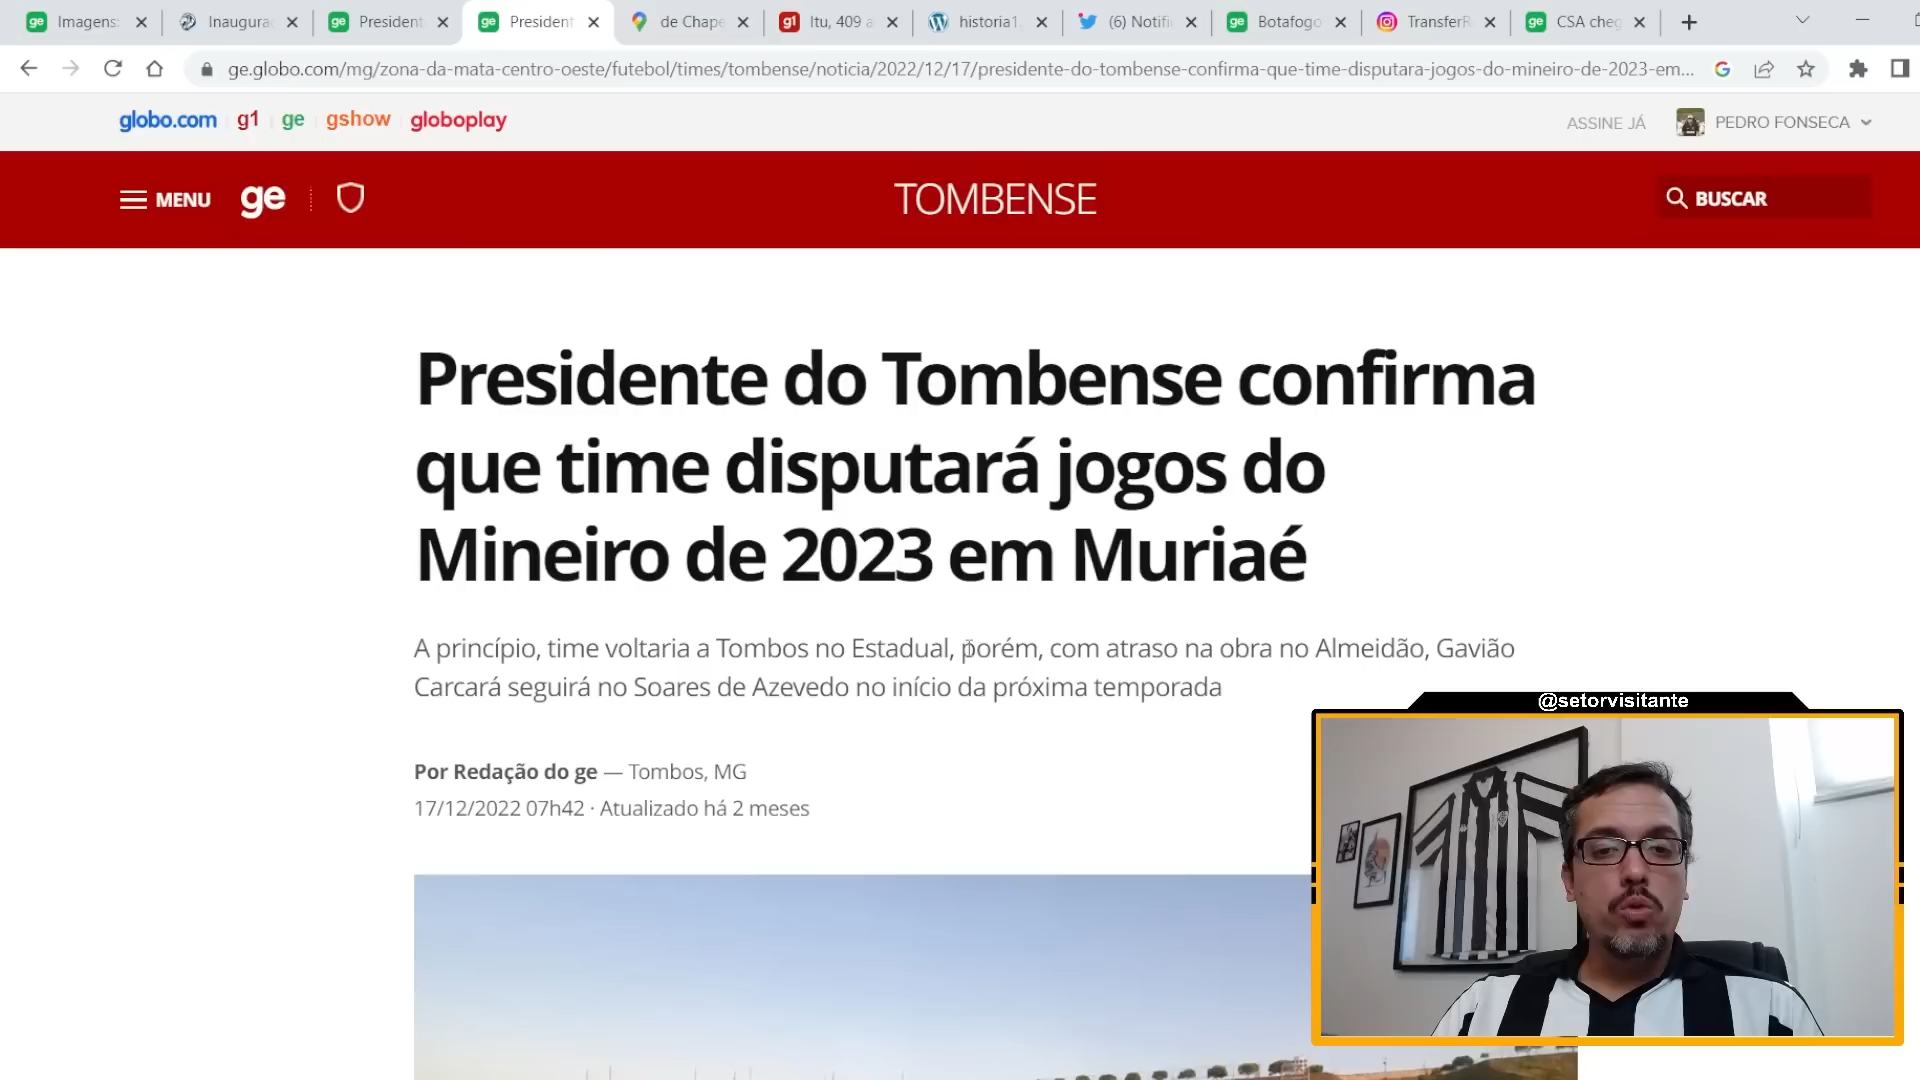 Imagens:
Inaugura
President
President
de Chape
g1 Itu, 409 a
historia1
(6) Notifi
Botafogo
TransferR
CSA cheg
ge.globo.com/mg/zona-da-mata-centro-oeste/futebol/times/tombense/noticia/2022/12/17/presidente-do-tombense-confirma-que-time-disputara-jogos-do-mineiro-de-2023-em...
globo.com g1 ge gshow globoplay
ASSINE JÁ PEDRO FONSECA
MENU ge
TOMBENSE
BUSCAR
Presidente do Tombense confirma
que time disputará jogos do
Mineiro de 2023 em Muriaé
A princípio, time voltaria a Tombos no Estadual, porém, com atraso na obra no Almeidão, Gavião
Carcará seguirá no Soares de Azevedo no início da próxima temporada
Por Redação do ge — Tombos, MG
17/12/2022 07h42 · Atualizado há 2 meses
@setorvisitante